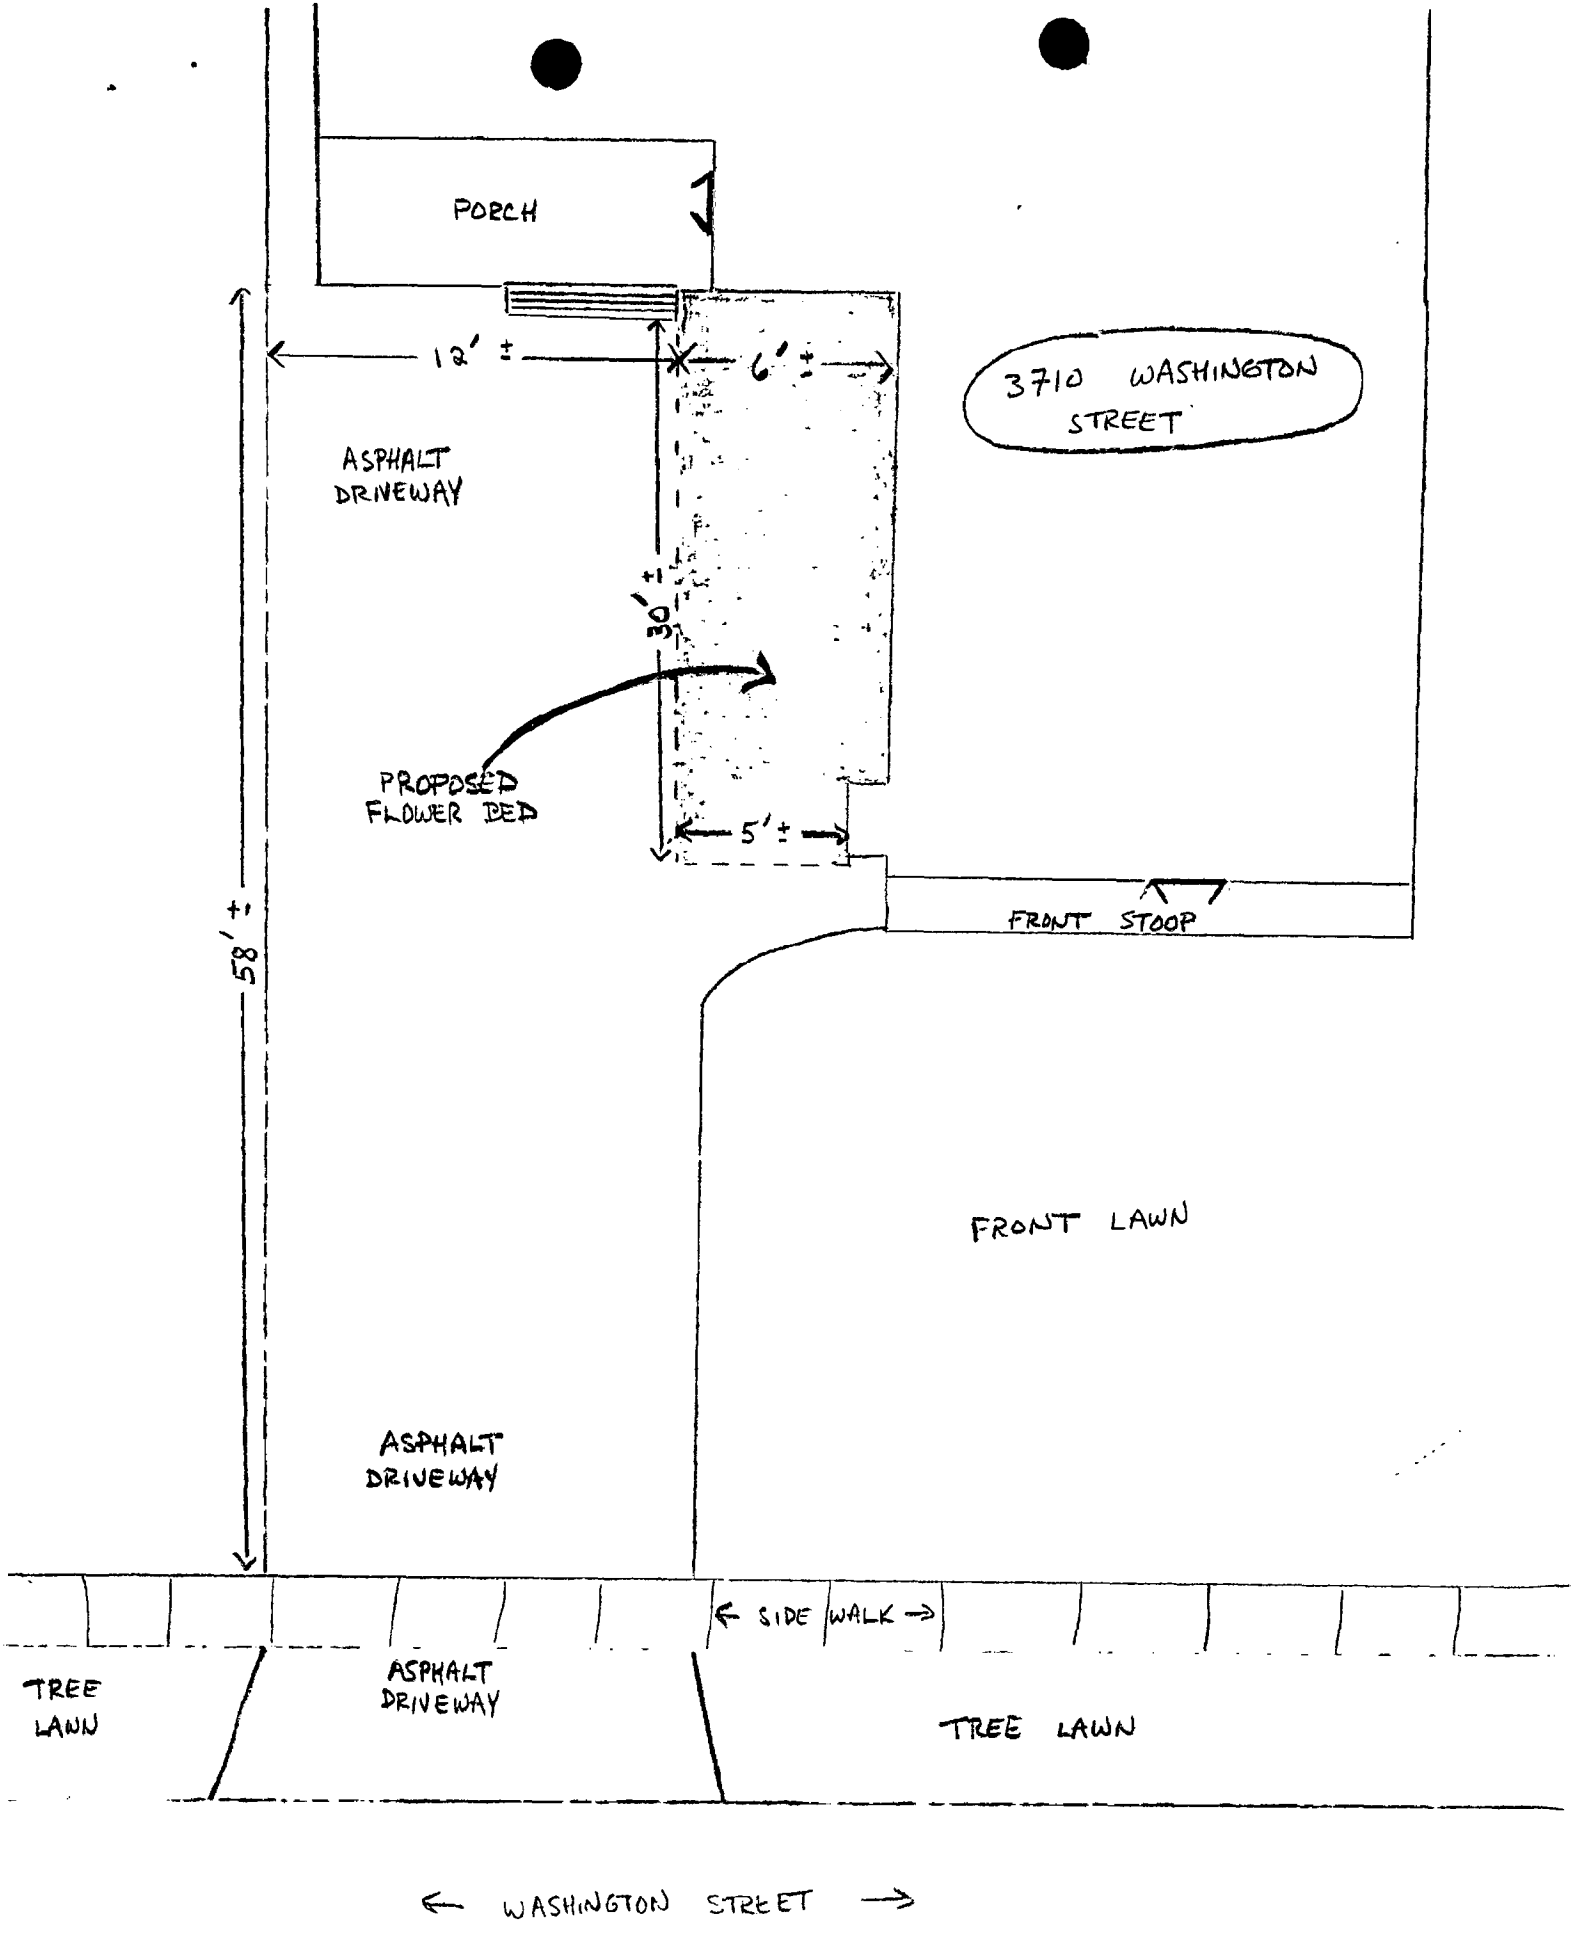 PORCH
12' ±
6' ±
3710 WASHINGTON
STREET
ASPHALT
DRIVEWAY
30' ±
PROPOSED
FLOWER BED
5' ±
58' ±
FRONT STOOP
FRONT LAWN
ASPHALT
DRIVEWAY
← SIDE WALK →
ASPHALT
DRIVEWAY
TREE
LAWN
TREE LAWN
← WASHINGTON STREET →